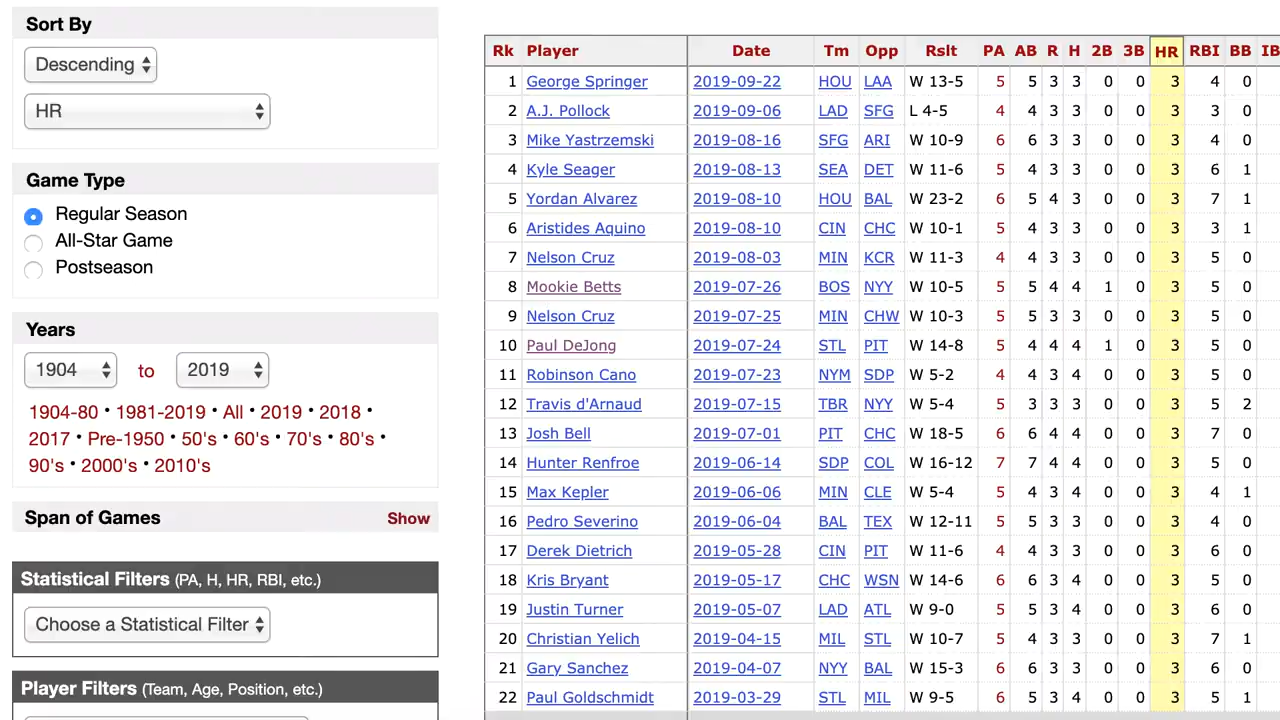 Sort By
Descending
HR
Game Type
Regular Season
All-Star Game
Postseason
Years
1904 to 2019
1904-80 • 1981-2019 • All • 2019 • 2018 •
2017 • Pre-1950 • 50's • 60's • 70's • 80's •
90's • 2000's • 2010's
Span of Games Show
Statistical Filters (PA, H, HR, RBI, etc.)
Choose a Statistical Filter
Player Filters (Team, Age, Position, etc.)
Rk Player Date Tm Opp Rslt PA AB R H 2B 3B HR RBI BB IB
1 George Springer 2019-09-22 HOU LAA W 13-5 5 5 3 3 0 0 3 4 0
2 A.J. Pollock 2019-09-06 LAD SFG L 4-5 4 4 3 3 0 0 3 3 0
3 Mike Yastrzemski 2019-08-16 SFG ARI W 10-9 6 6 3 3 0 0 3 4 0
4 Kyle Seager 2019-08-13 SEA DET W 11-6 5 4 3 3 0 0 3 6 1
5 Yordan Alvarez 2019-08-10 HOU BAL W 23-2 6 5 4 3 0 0 3 7 1
6 Aristides Aquino 2019-08-10 CIN CHC W 10-1 5 4 3 3 0 0 3 3 1
7 Nelson Cruz 2019-08-03 MIN KCR W 11-3 4 4 3 3 0 0 3 5 0
8 Mookie Betts 2019-07-26 BOS NYY W 10-5 5 5 4 4 1 0 3 5 0
9 Nelson Cruz 2019-07-25 MIN CHW W 10-3 5 5 3 3 0 0 3 5 0
10 Paul DeJong 2019-07-24 STL PIT W 14-8 5 4 4 4 1 0 3 5 0
11 Robinson Cano 2019-07-23 NYM SDP W 5-2 4 4 3 4 0 0 3 5 0
12 Travis d'Arnaud 2019-07-15 TBR NYY W 5-4 5 3 3 3 0 0 3 5 2
13 Josh Bell 2019-07-01 PIT CHC W 18-5 6 6 4 4 0 0 3 7 0
14 Hunter Renfroe 2019-06-14 SDP COL W 16-12 7 7 4 4 0 0 3 5 0
15 Max Kepler 2019-06-06 MIN CLE W 5-4 5 4 3 4 0 0 3 4 1
16 Pedro Severino 2019-06-04 BAL TEX W 12-11 5 5 3 3 0 0 3 4 0
17 Derek Dietrich 2019-05-28 CIN PIT W 11-6 4 4 3 3 0 0 3 6 0
18 Kris Bryant 2019-05-17 CHC WSN W 14-6 6 6 3 4 0 0 3 5 0
19 Justin Turner 2019-05-07 LAD ATL W 9-0 5 5 3 4 0 0 3 6 0
20 Christian Yelich 2019-04-15 MIL STL W 10-7 5 4 3 3 0 0 3 7 1
21 Gary Sanchez 2019-04-07 NYY BAL W 15-3 6 6 3 3 0 0 3 6 0
22 Paul Goldschmidt 2019-03-29 STL MIL W 9-5 6 5 3 4 0 0 3 5 1